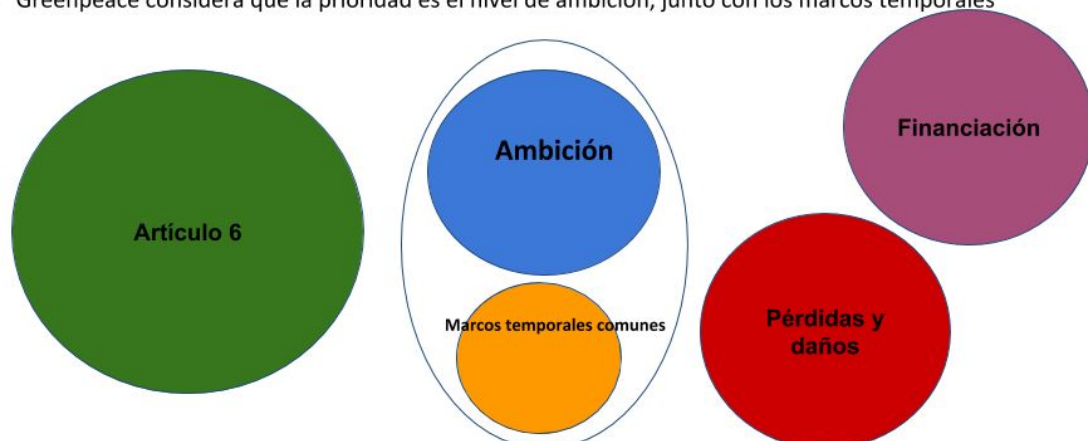 Greenpeace considera que la prioridad es el nivel de ambición, junto con los marcos temporales
Artículo 6
Ambición
Marcos temporales comunes
Financiación
Pérdidas y
daños